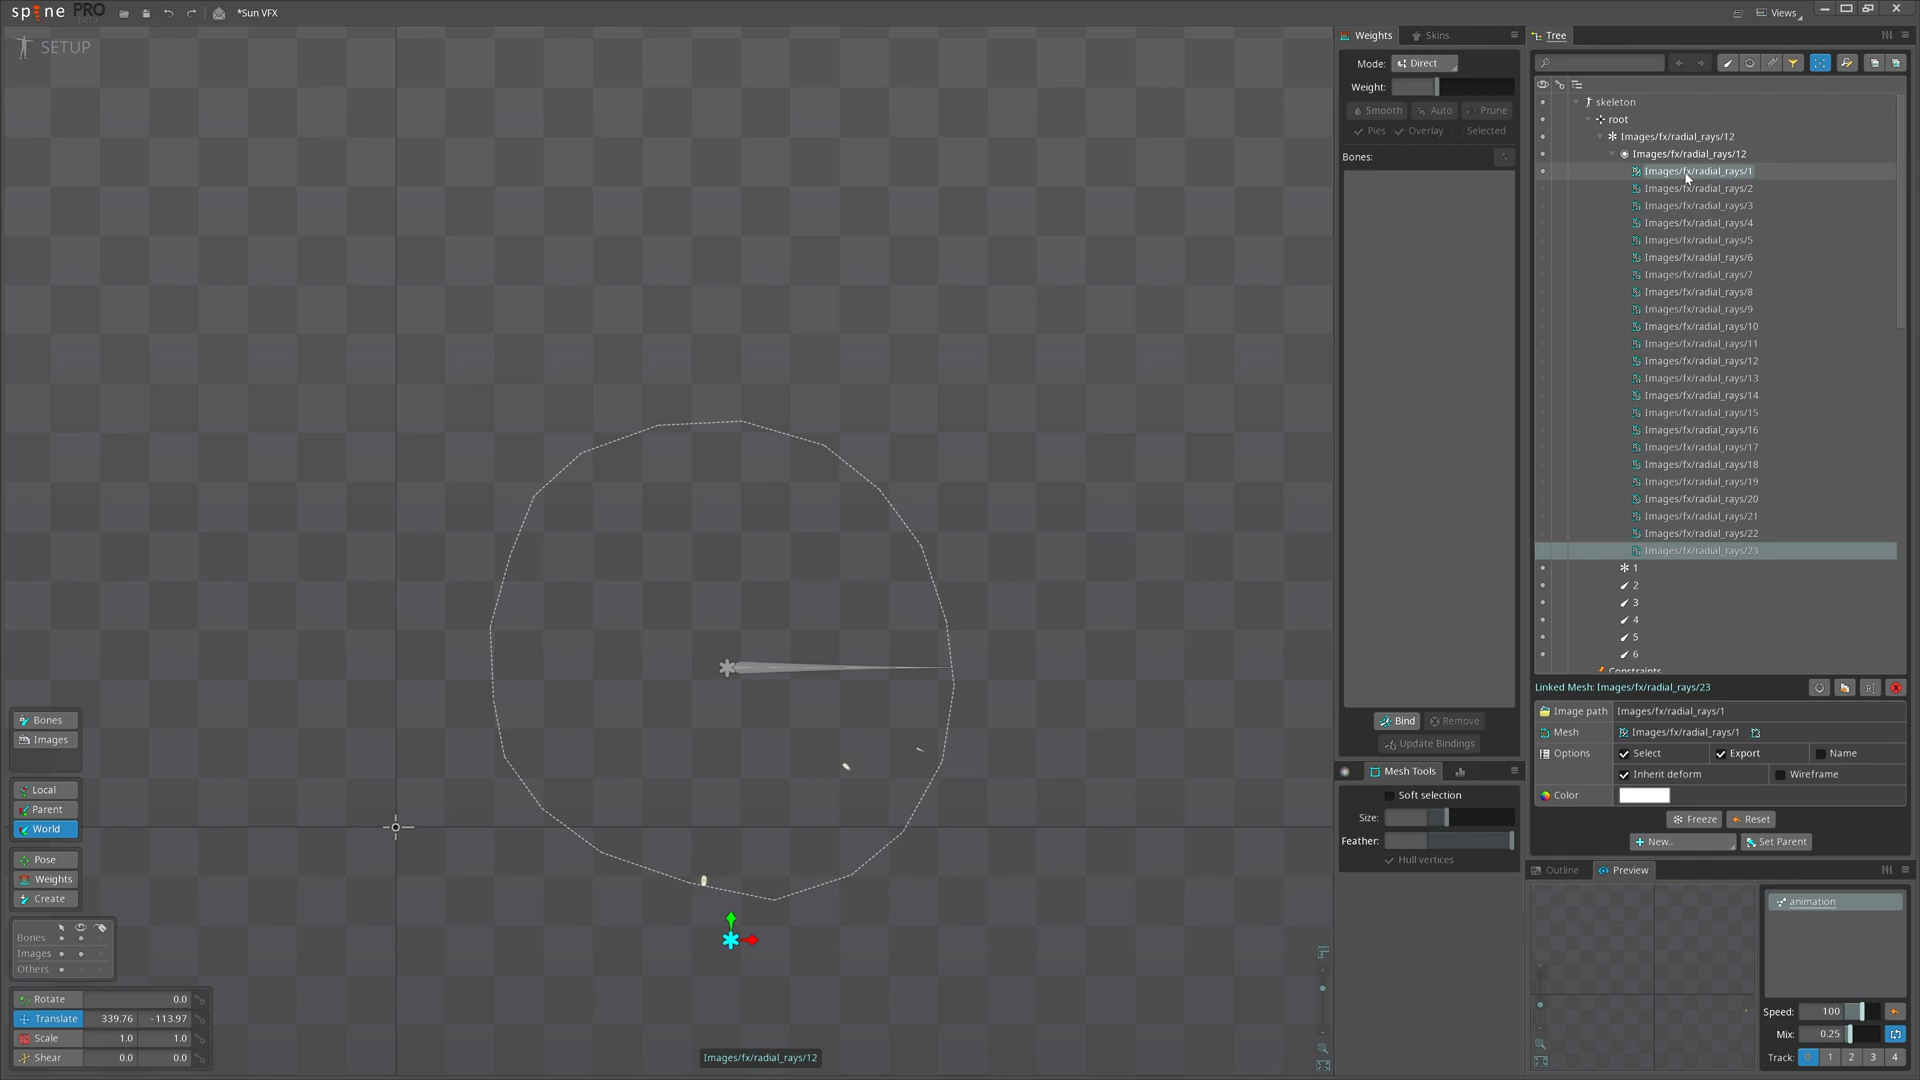 spine PRO beta *Sun VFX Views
SETUP
Weights Skins
Mode: Direct
Weight:
Smooth Auto Prune
Pies Overlay Selected
Bones:
Bind Remove
Update Bindings
Mesh Tools
Soft selection
Size:
Feather:
Hull vertices
Tree
skeleton
root
Images/fx/radial_rays/12
Images/fx/radial_rays/12
Images/fx/radial_rays/1
Images/fx/radial_rays/2
Images/fx/radial_rays/3
Images/fx/radial_rays/4
Images/fx/radial_rays/5
Images/fx/radial_rays/6
Images/fx/radial_rays/7
Images/fx/radial_rays/8
Images/fx/radial_rays/9
Images/fx/radial_rays/10
Images/fx/radial_rays/11
Images/fx/radial_rays/12
Images/fx/radial_rays/13
Images/fx/radial_rays/14
Images/fx/radial_rays/15
Images/fx/radial_rays/16
Images/fx/radial_rays/17
Images/fx/radial_rays/18
Images/fx/radial_rays/19
Images/fx/radial_rays/20
Images/fx/radial_rays/21
Images/fx/radial_rays/22
Images/fx/radial_rays/23
1
2
3
4
5
6
Constraints
Linked Mesh: Images/fx/radial_rays/23
Image path Images/fx/radial_rays/1
Mesh Images/fx/radial_rays/1
Options Select Export Name
Inherit deform Wireframe
Color
Freeze Reset
New... Set Parent
Outline Preview
animation
Speed: 100
Mix: 0.25
Track: 0 1 2 3 4
Bones
Images
Local
Parent
World
Pose
Weights
Create
Bones
Images
Others
Rotate 0.0
Translate 339.76 -113.97
Scale 1.0 1.0
Shear 0.0 0.0
Images/fx/radial_rays/12